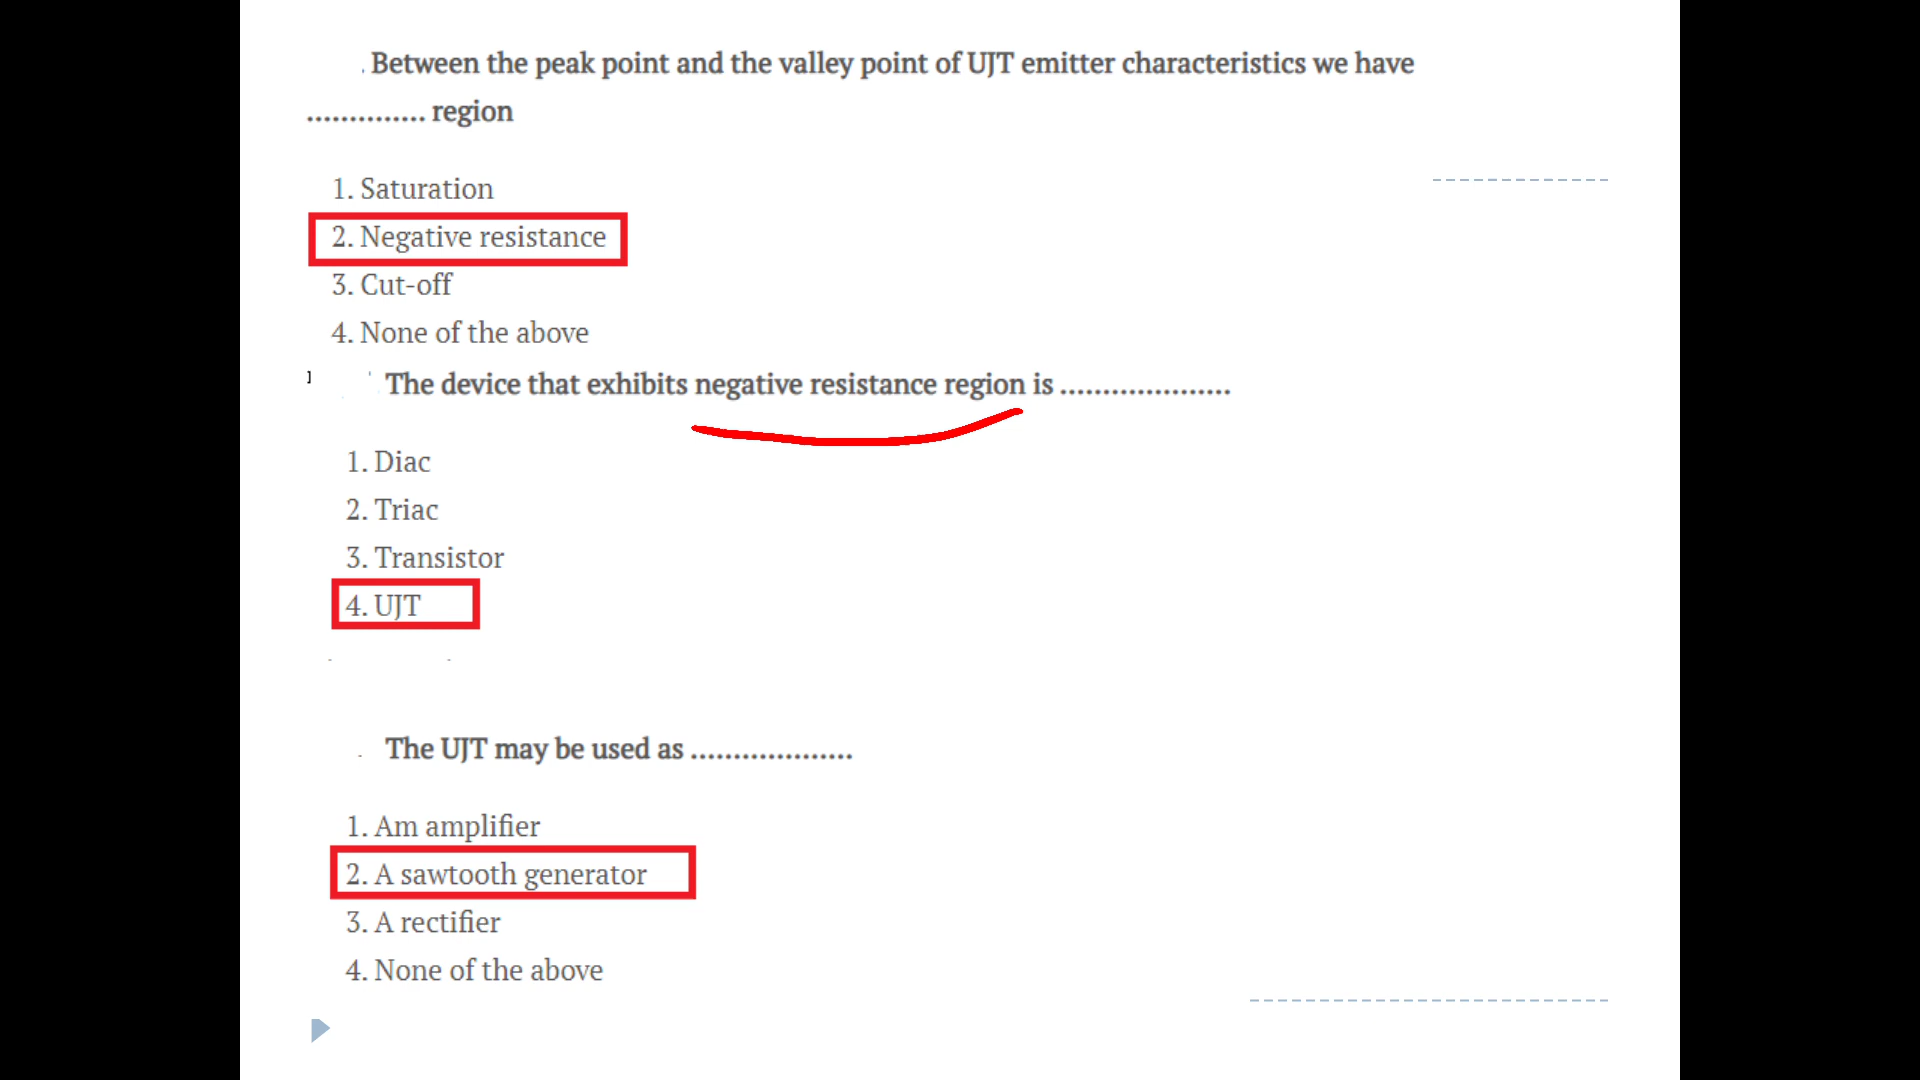 . Between the peak point and the valley point of UJT emitter characteristics we have
.............. region
1. Saturation
2. Negative resistance
3. Cut-off
4. None of the above
The device that exhibits negative resistance region is ....................
1. Diac
2. Triac
3. Transistor
4. UJT
The UJT may be used as ...................
1. Am amplifier
2. A sawtooth generator
3. A rectifier
4. None of the above